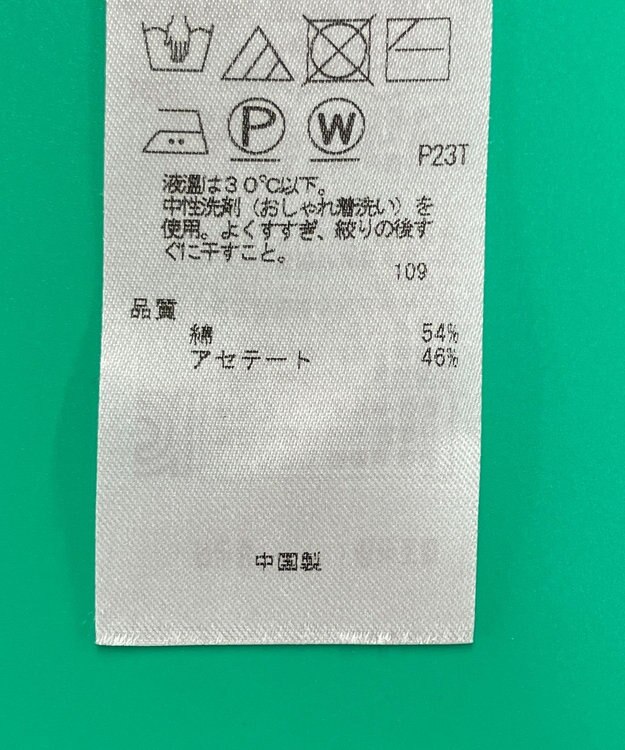 P W
P23T
液温は30℃以下。
中性洗剤（おしゃれ着洗い）を
使用。よくすすぎ、絞りの後す
ぐに干すこと。
109
品質
綿 54%
アセテート 46%
中国製